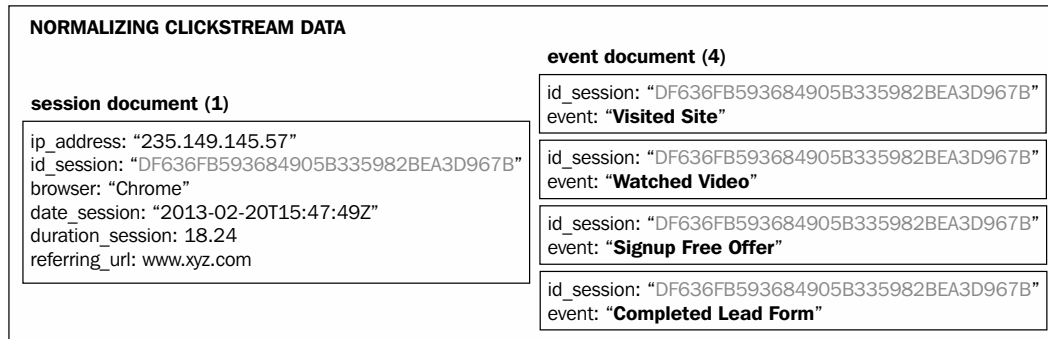 NORMALIZING CLICKSTREAM DATA
session document (1)
ip_address: “235.149.145.57”
id_session: “DF636FB593684905B335982BEA3D967B”
browser: “Chrome”
date_session: “2013-02-20T15:47:49Z”
duration_session: 18.24
referring_url: www.xyz.com
event document (4)
id_session: “DF636FB593684905B335982BEA3D967B”
event: “Visited Site”
id_session: “DF636FB593684905B335982BEA3D967B”
event: “Watched Video”
id_session: “DF636FB593684905B335982BEA3D967B”
event: “Signup Free Offer”
id_session: “DF636FB593684905B335982BEA3D967B”
event: “Completed Lead Form”